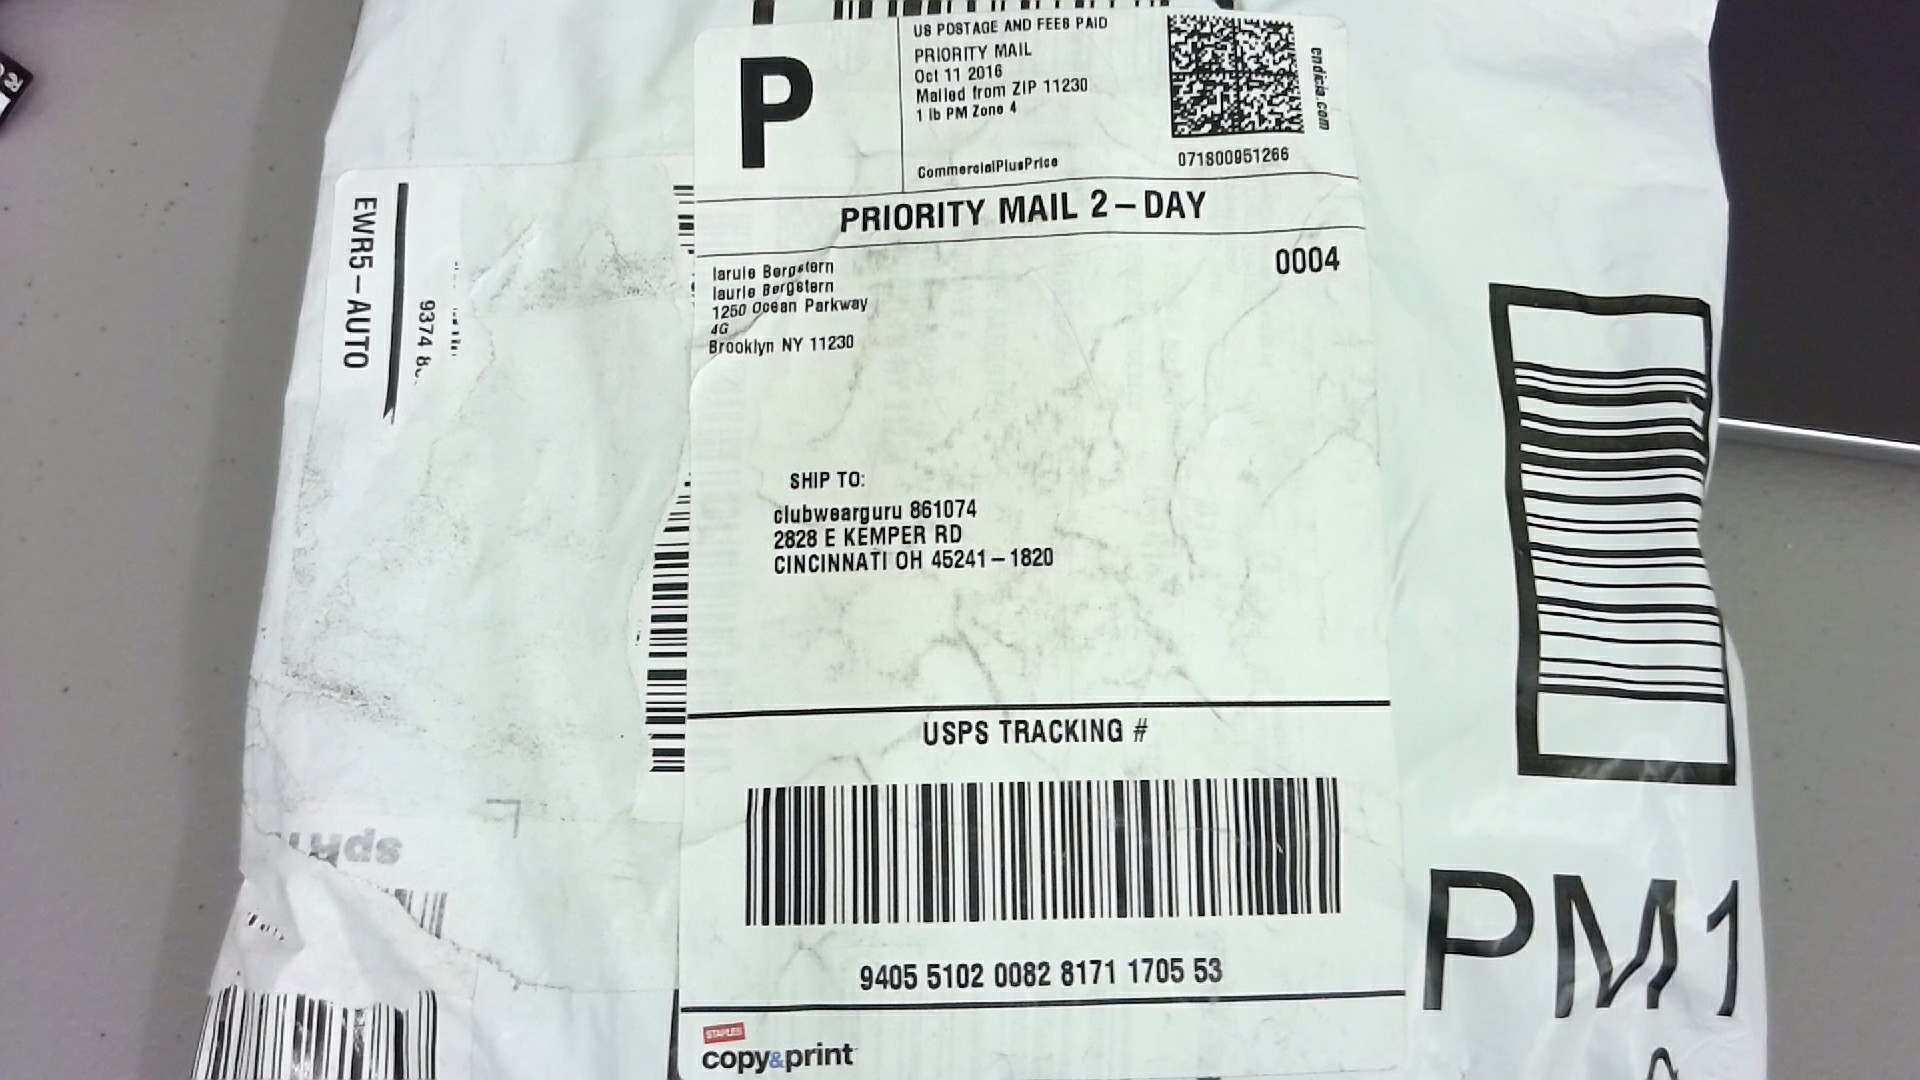 P
US POSTAGE AND FEES PAID
PRIORITY MAIL
Oct 11 2016
Mailed from ZIP 11230
1 lb PM Zone 4
CommercialPlusPrice
endicia.com
071S00951266
PRIORITY MAIL 2-DAY
0004
larule Bergstern
laurie Bergstern
1250 Ocean Parkway
4G
Brooklyn NY 11230
SHIP TO:
clubwearguru 861074
2828 E KEMPER RD
CINCINNATI OH 45241-1820
USPS TRACKING #
9405 5102 0082 8171 1705 53
STAPLES
copy&print
EWR5-AUTO
9374 8
PM1